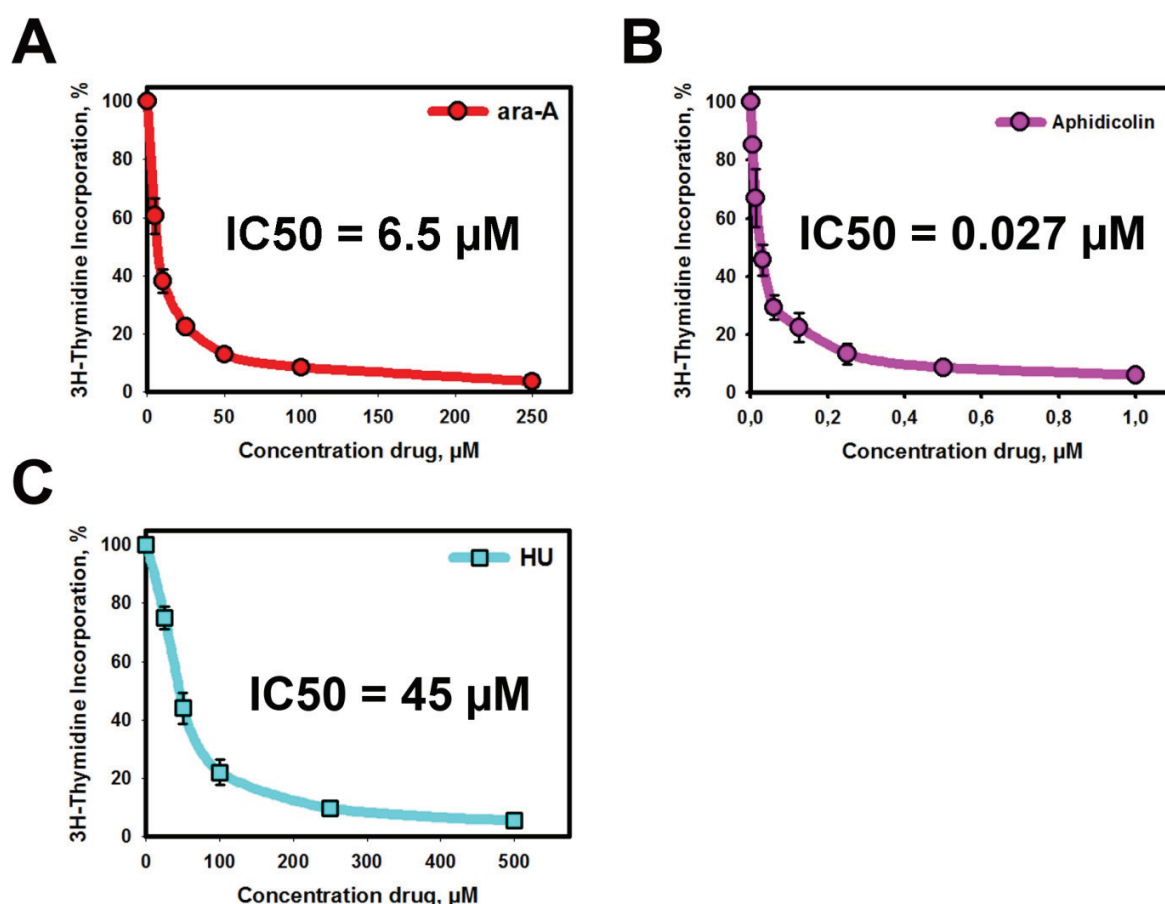 A
3H-Thymidine Incorporation, %
100
80
60
40
20
0
ara-A
IC50 = 6.5 µM
0 50 100 150 200 250
Concentration drug, µM
B
3H-Thymidine Incorporation, %
100
80
60
40
20
0
Aphidicolin
IC50 = 0.027 µM
0,0 0,2 0,4 0,6 0,8 1,0
Concentration drug, µM
C
3H-Thymidine Incorporation, %
100
80
60
40
20
0
HU
IC50 = 45 µM
0 100 200 300 400 500
Concentration drug, µM